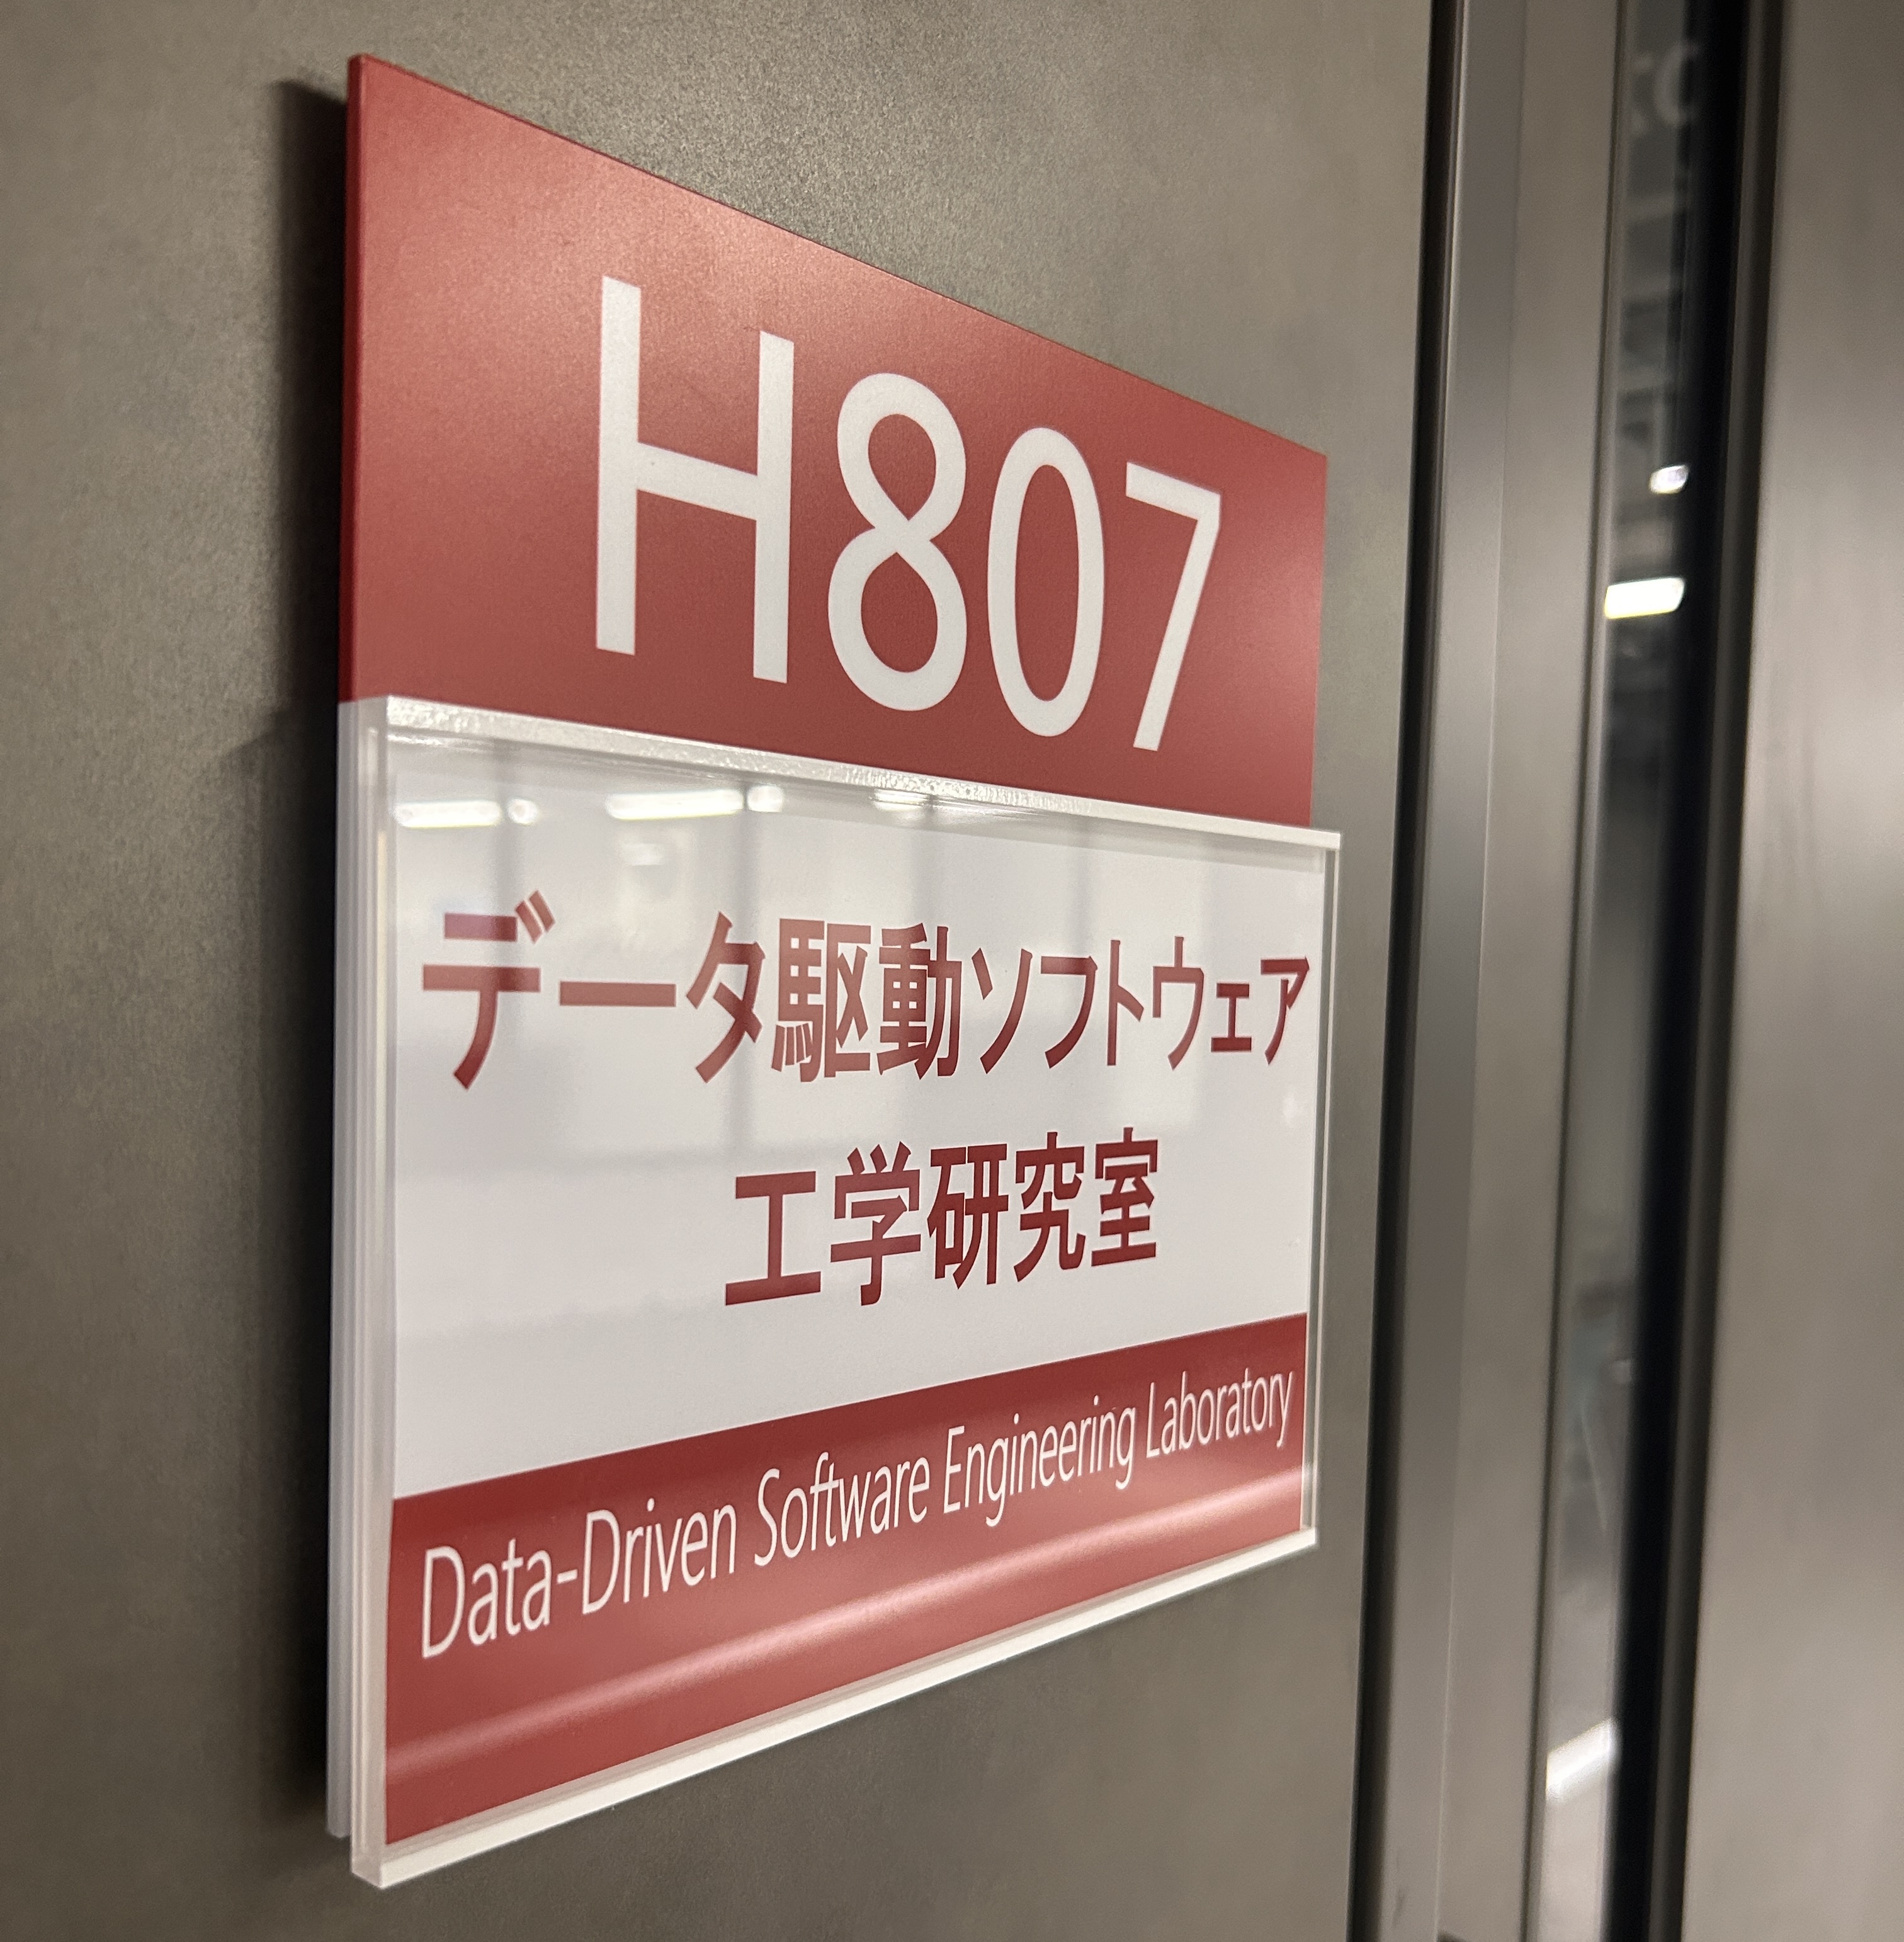 H807
データ駆動ソフトウェア
工学研究室
Data-Driven Software Engineering Laboratory